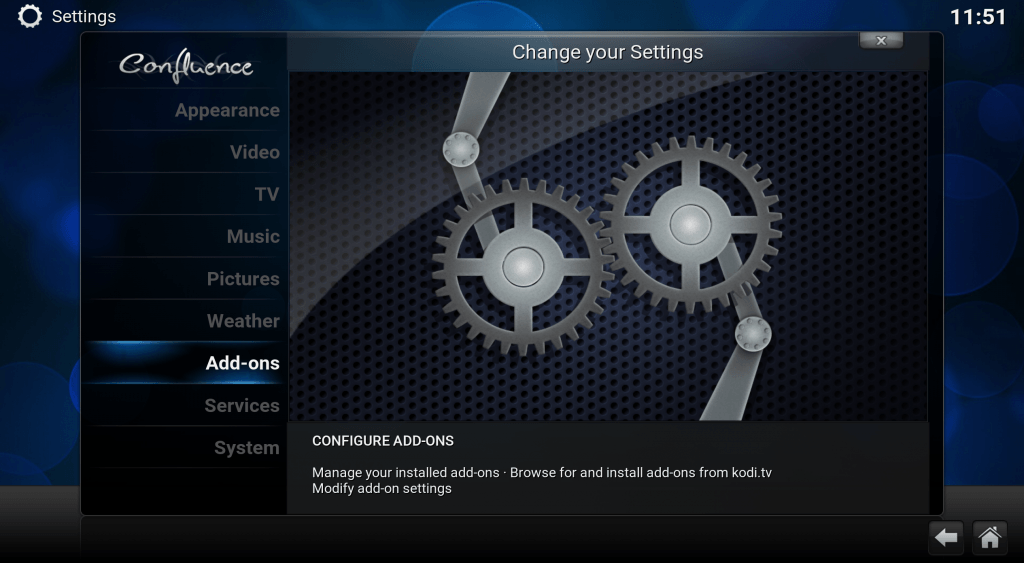 Settings
11:51
Confluence
Change your Settings
x
Appearance
Video
TV
Music
Pictures
Weather
Add-ons
Services
System
CONFIGURE ADD-ONS
Manage your installed add-ons · Browse for and install add-ons from kodi.tv
Modify add-on settings